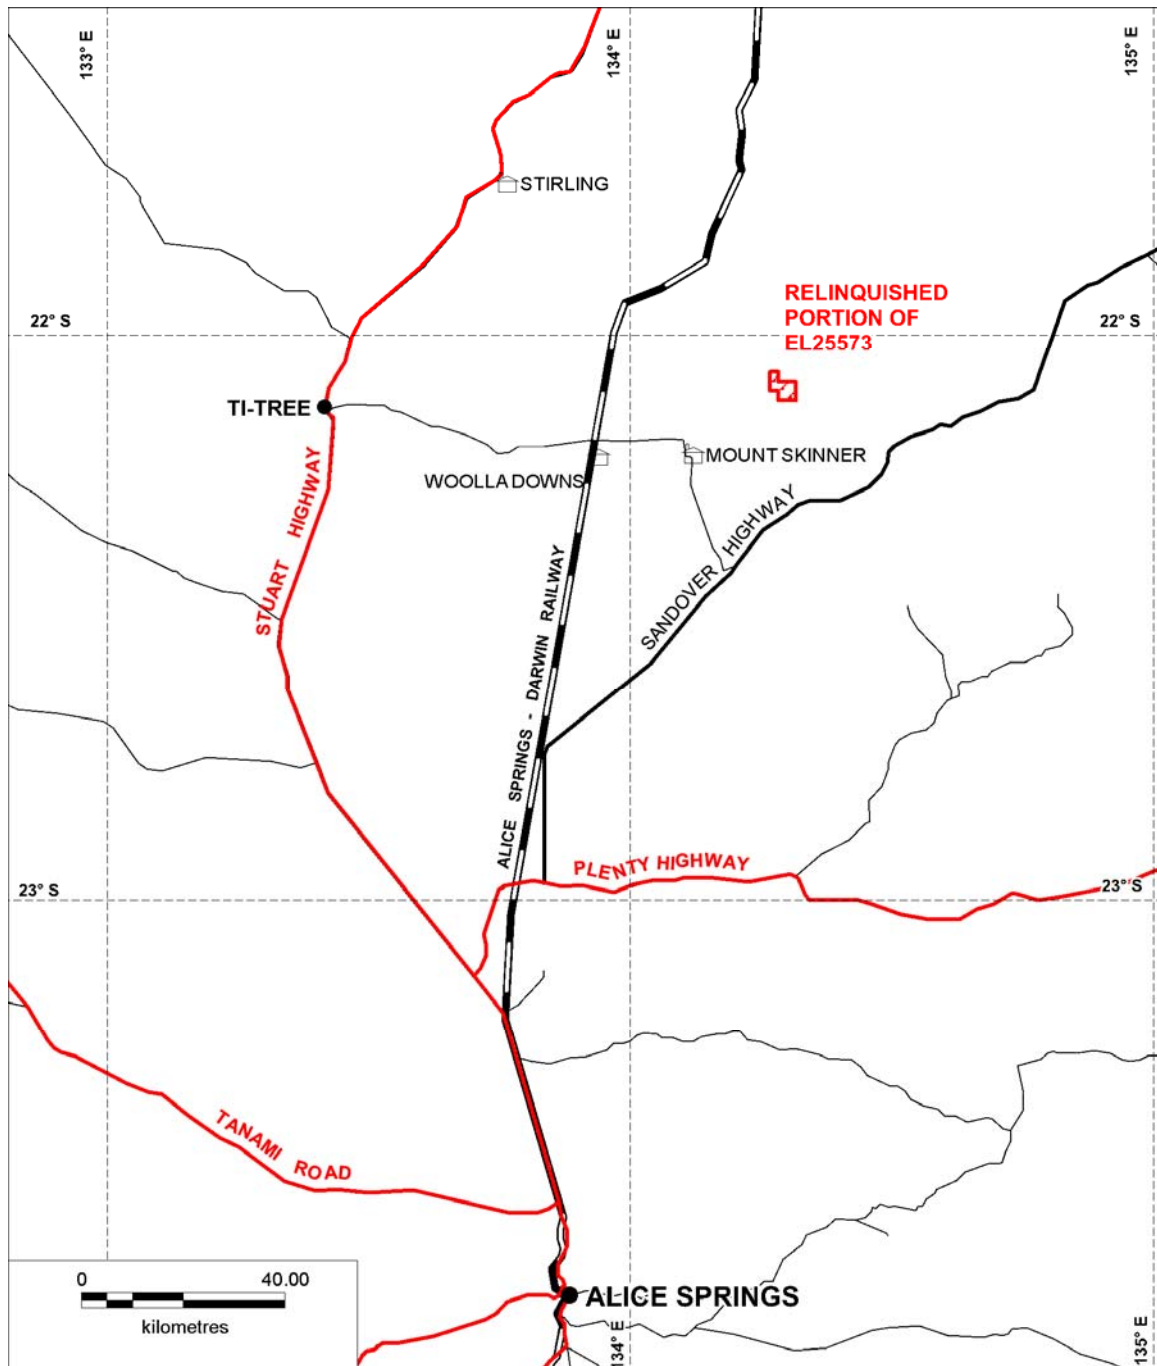 133° E
134° E
135° E
STIRLING
RELINQUISHED
PORTION OF
EL25573
22° S
22° S
TI-TREE
WOOLLA DOWNS
MOUNT SKINNER
STUART HIGHWAY
SANDOVER HIGHWAY
ALICE SPRINGS - DARWIN RAILWAY
PLENTY HIGHWAY
23° S
23° S
TANAMI ROAD
0 40.00
kilometres
ALICE SPRINGS
134° E
135° E